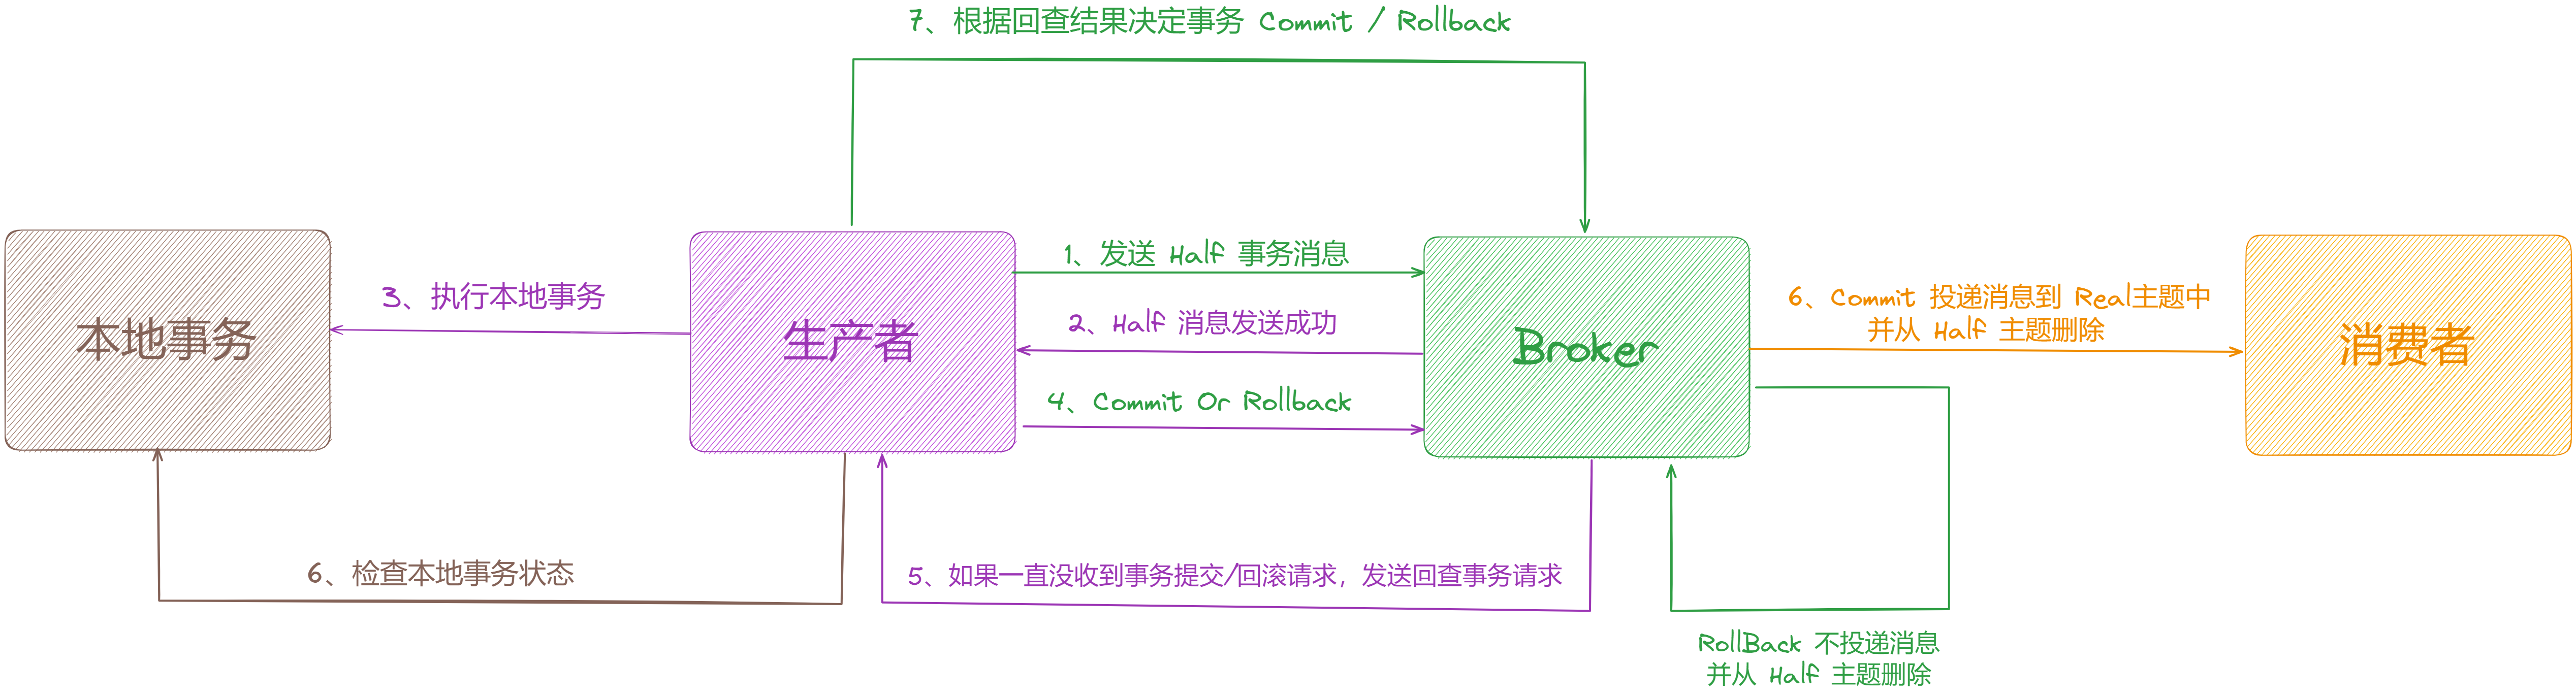 7、根据回查结果决定事务 Commit / Rollback
1、发送 Half 事务消息
3、执行本地事务
6、Commit 投递消息到 Real主题中
并从 Half 主题删除
2、Half 消息发送成功
本地事务
生产者
Broker
消费者
4、Commit Or Rollback
6、检查本地事务状态
5、如果一直没收到事务提交/回滚请求，发送回查事务请求
RollBack 不投递消息
并从 Half 主题删除